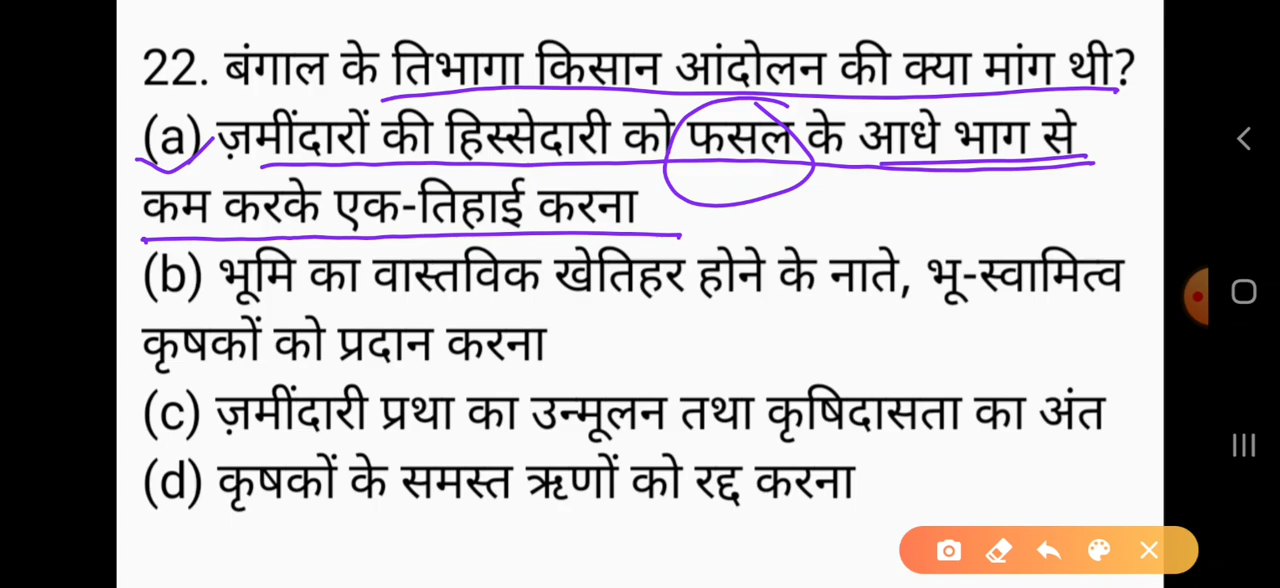 22. बंगाल के तिभागा किसान आंदोलन की क्या मांग थी?
(a) ज़मींदारों की हिस्सेदारी को फसल के आधे भाग से
कम करके एक-तिहाई करना
(b) भूमि का वास्तविक खेतिहर होने के नाते, भू-स्वामित्व
कृषकों को प्रदान करना
(c) ज़मींदारी प्रथा का उन्मूलन तथा कृषिदासता का अंत
(d) कृषकों के समस्त ऋणों को रद्द करना